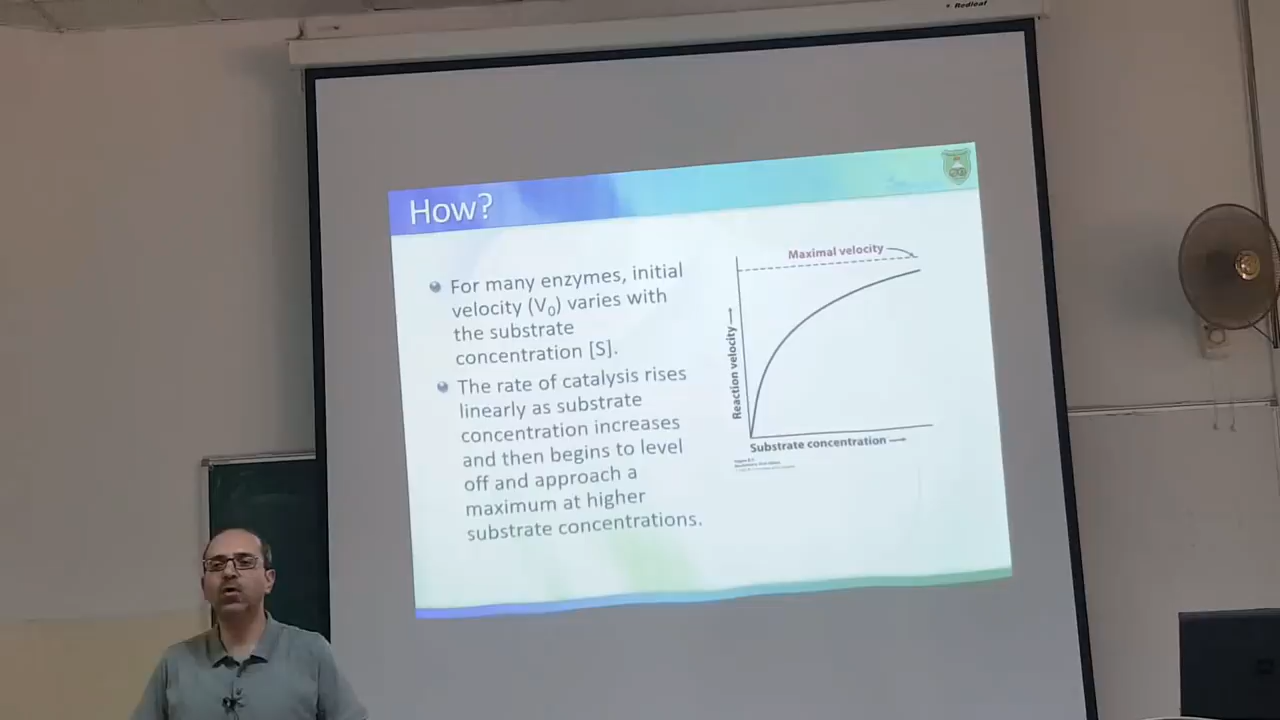 Redleaf
How?
For many enzymes, initial
velocity (V0) varies with
the substrate
concentration [S].
The rate of catalysis rises
linearly as substrate
concentration increases
and then begins to level
off and approach a
maximum at higher
substrate concentrations.
Maximal velocity
Reaction velocity
Substrate concentration